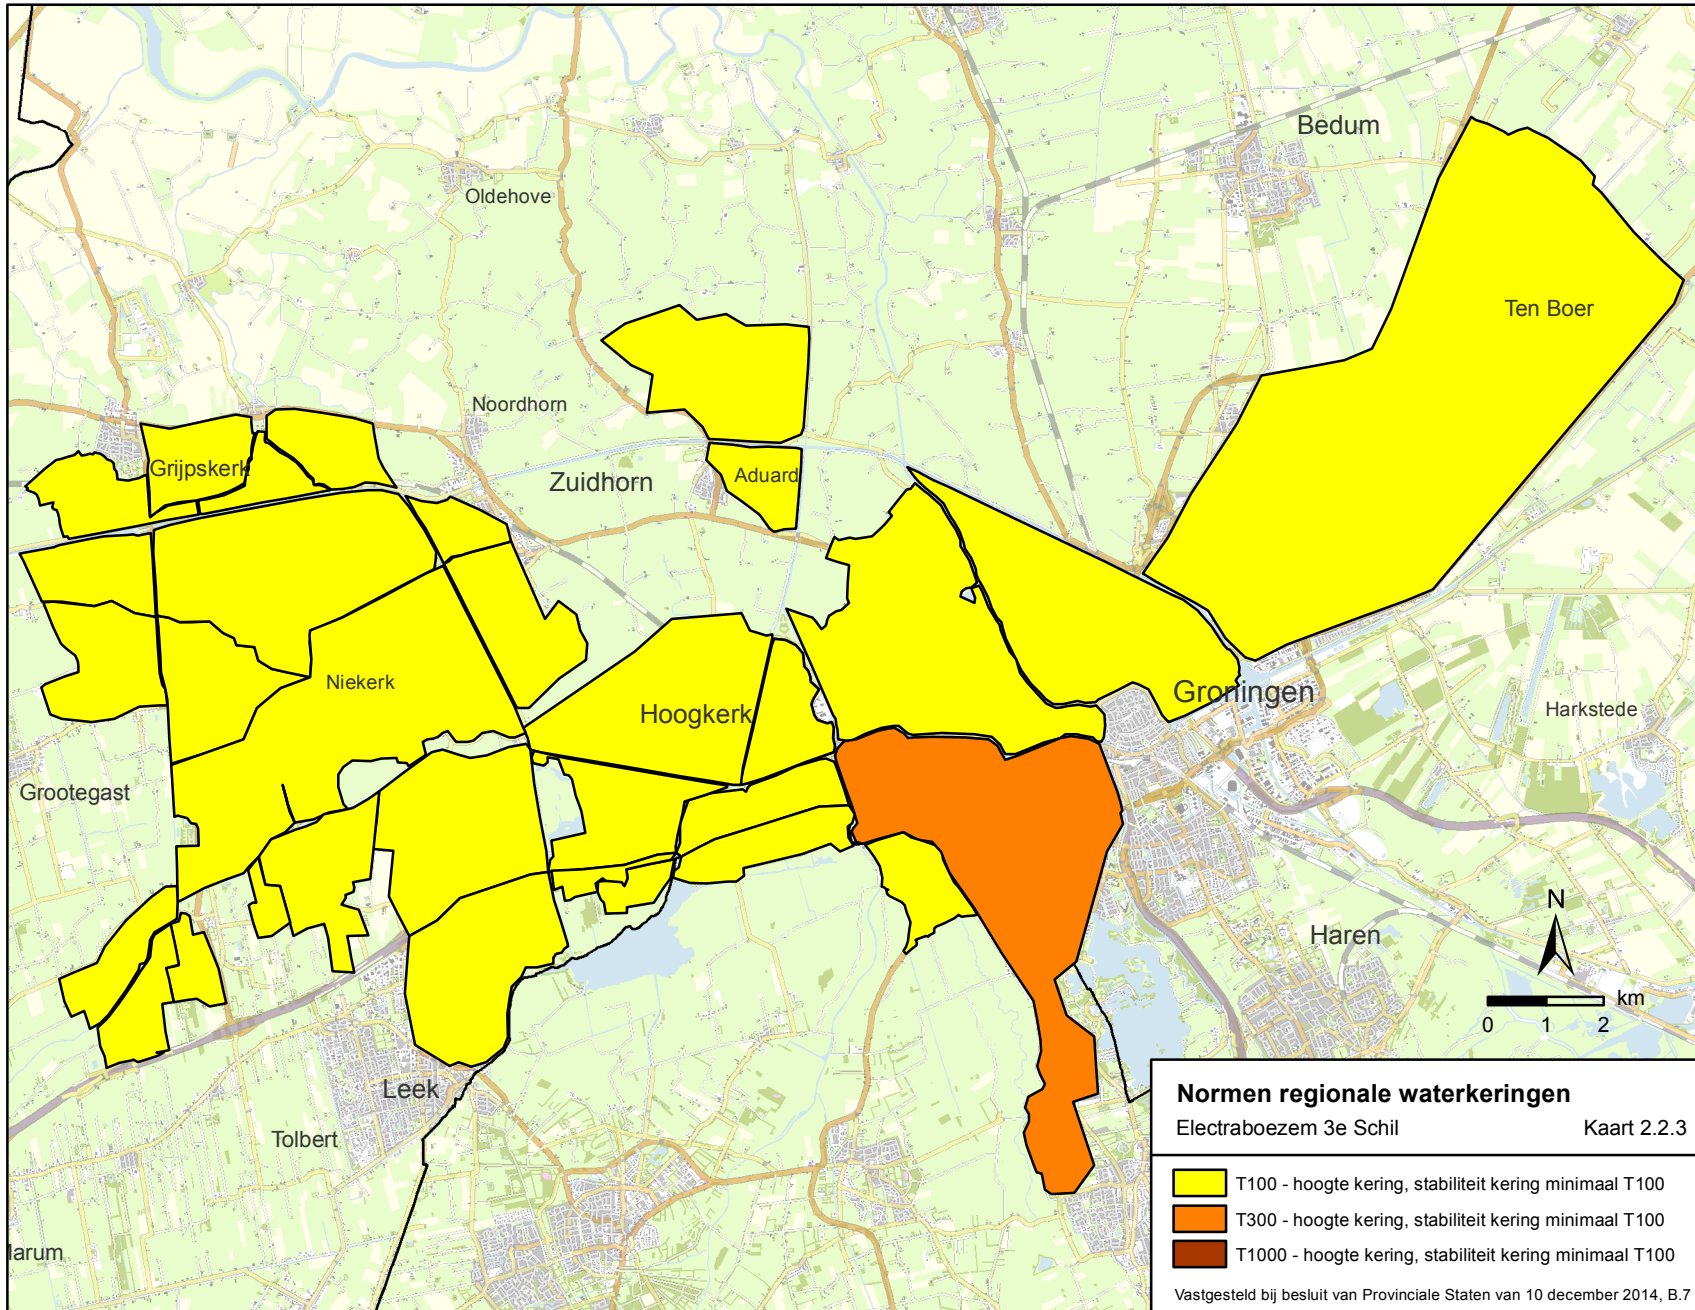 Bedum
Oldehove
Ten Boer
Noordhorn
Grijpskerk
Zuidhorn
Aduard
Niekerk
Hoogkerk
Groningen
Harkstede
Grootegast
N
Haren
km
0 1 2
Leek
Tolbert
Normen regionale waterkeringen
Electraboezem 3e Schil Kaart 2.2.3
T100 - hoogte kering, stabiliteit kering minimaal T100
T300 - hoogte kering, stabiliteit kering minimaal T100
T1000 - hoogte kering, stabiliteit kering minimaal T100
Vastgesteld bij besluit van Provinciale Staten van 10 december 2014, B.7